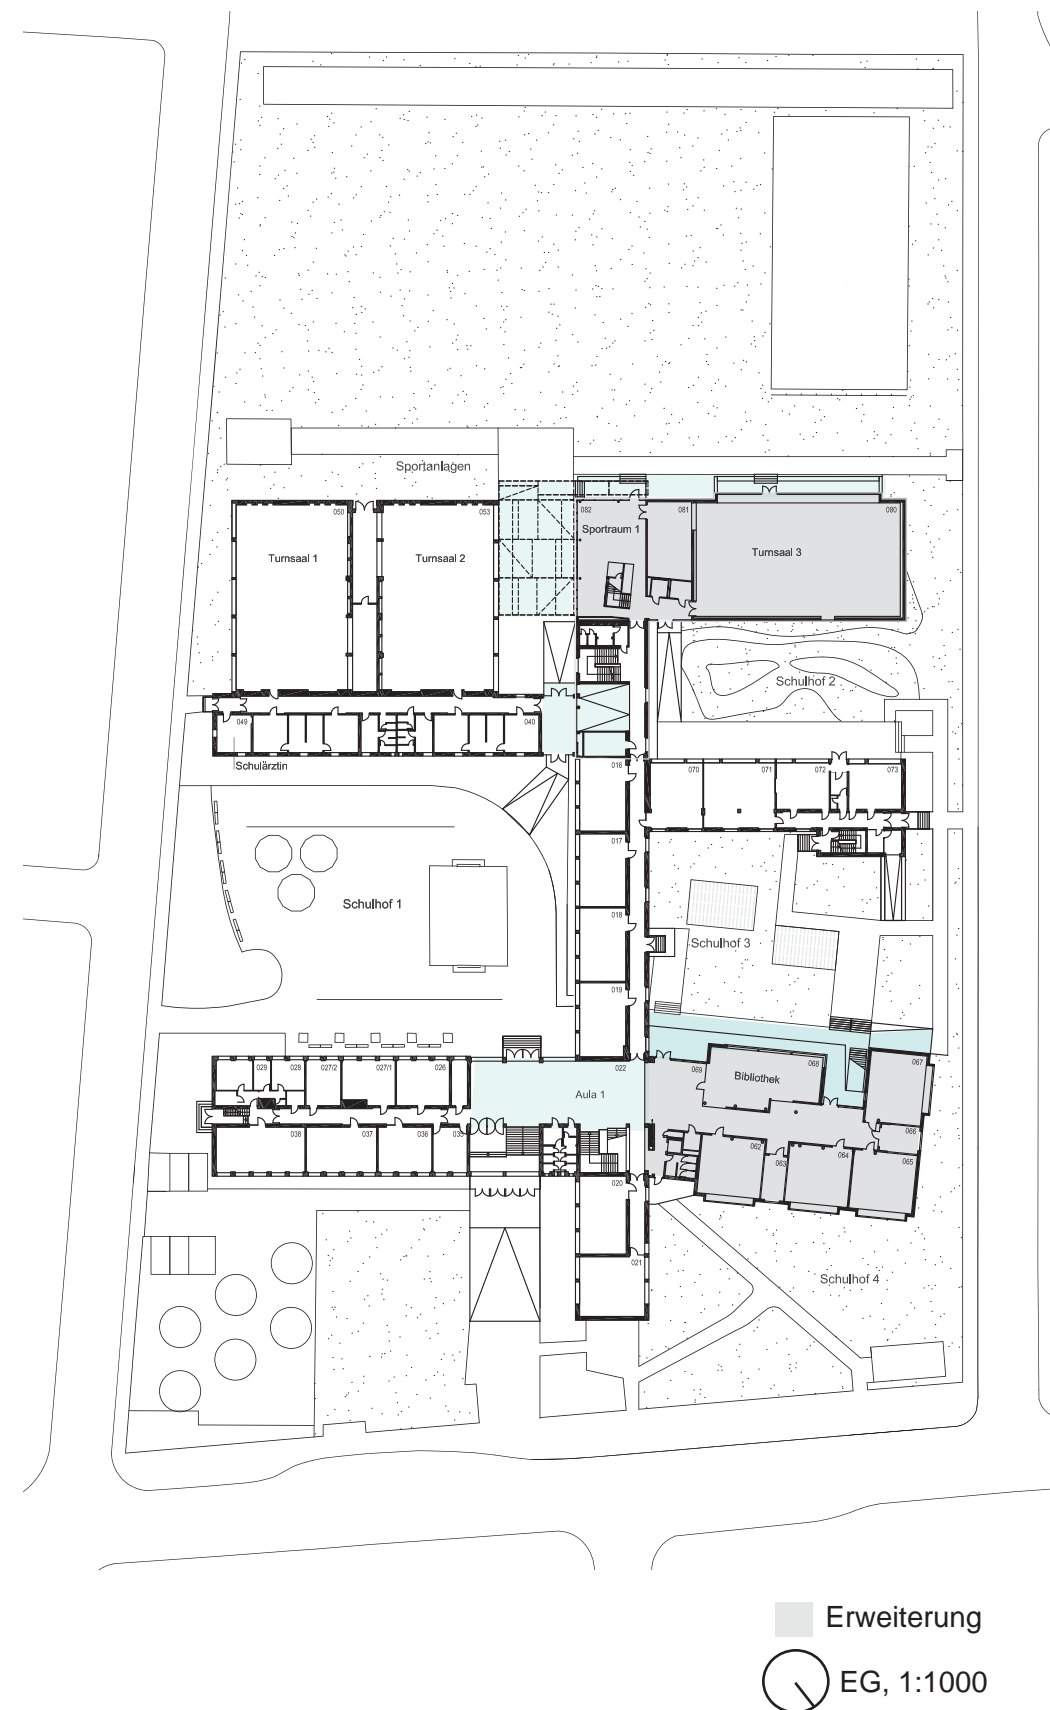 Sportanlagen
050
053
082
081
080
Sportraum 1
Turnsaal 1
Turnsaal 2
Turnsaal 3
Schulhof 2
049
040
Schulärztin
016
070
071
072
073
017
Schulhof 1
018
Schulhof 3
019
029
028
027/2
027/1
026
022
069
068
067
Bibliothek
Aula 1
038
037
036
035
066
062
063
064
065
020
021
Schulhof 4
Erweiterung
EG, 1:1000